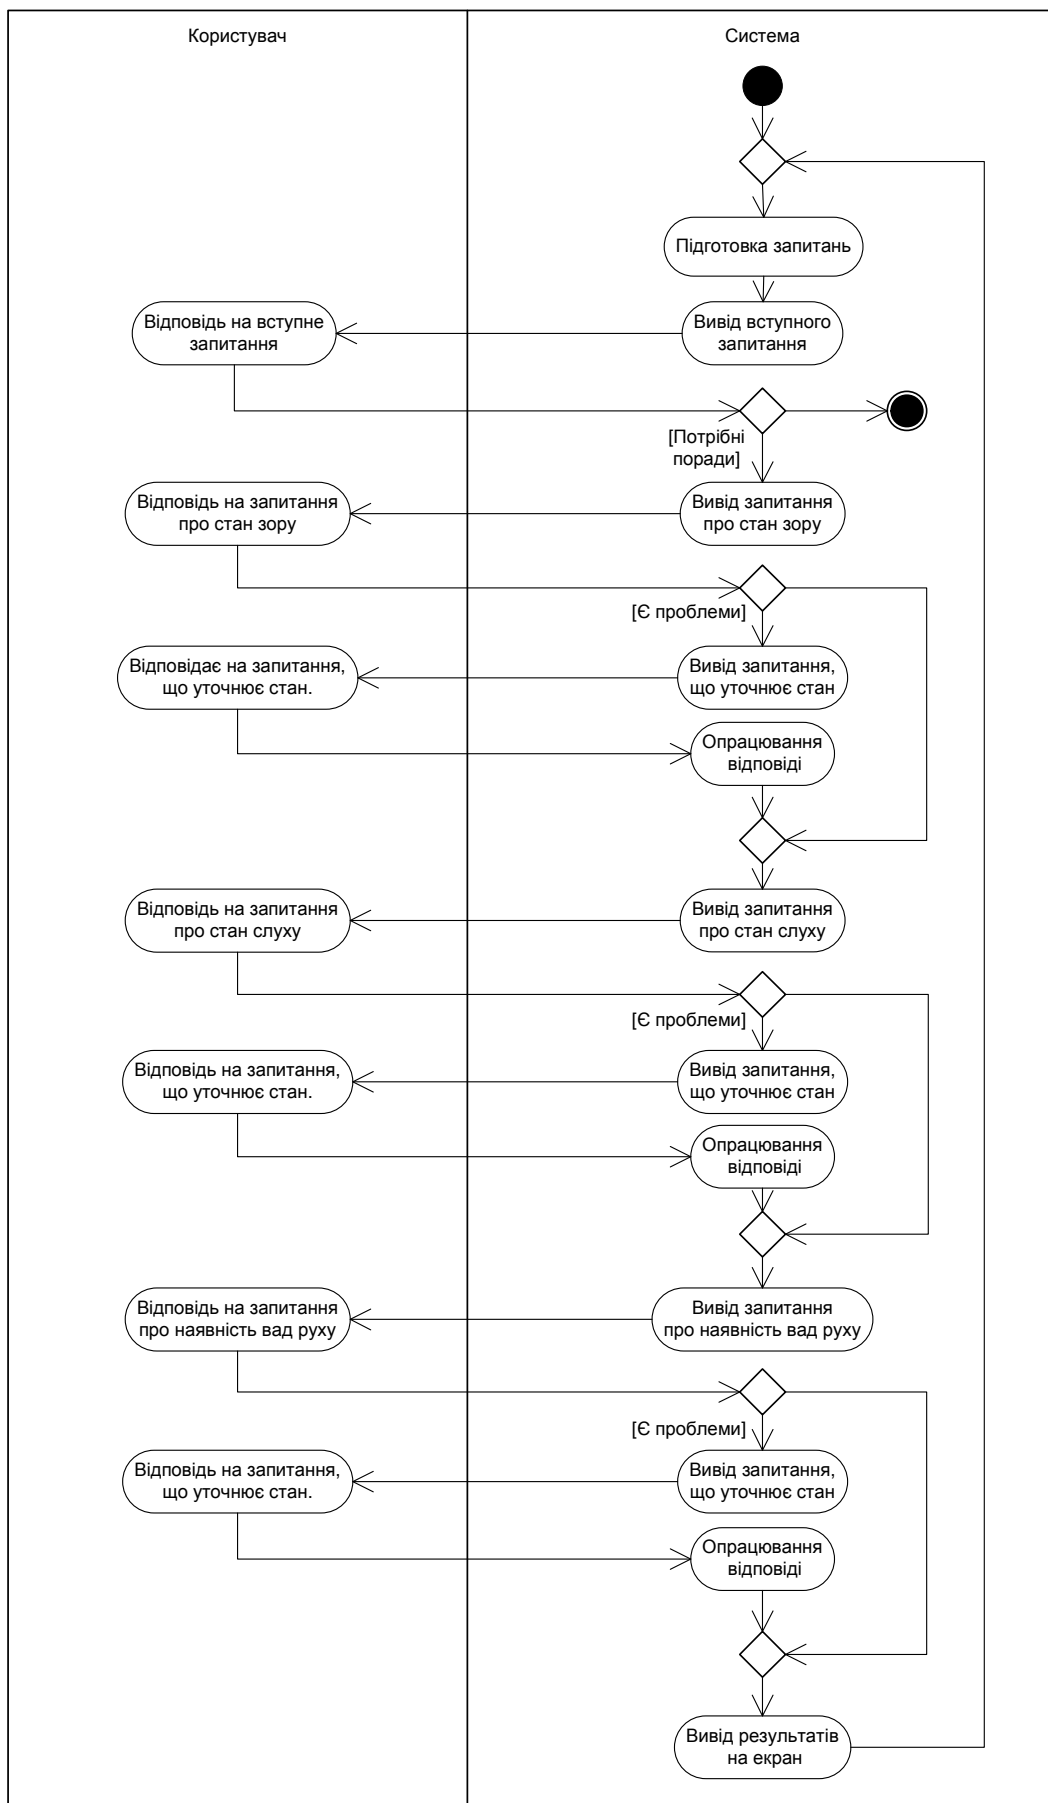 Користувач
Система
Підготовка запитань
Відповідь на вступне
запитання
Вивід вступного
запитання
[Потрібні
поради]
Відповідь на запитання
про стан зору
Вивід запитання
про стан зору
[Є проблеми]
Відповідає на запитання,
що уточнює стан.
Вивід запитання,
що уточнює стан
Опрацювання
відповіді
Відповідь на запитання
про стан слуху
Вивід запитання
про стан слуху
[Є проблеми]
Відповідь на запитання,
що уточнює стан.
Вивід запитання,
що уточнює стан
Опрацювання
відповіді
Відповідь на запитання
про наявність вад руху
Вивід запитання
про наявність вад руху
[Є проблеми]
Відповідь на запитання,
що уточнює стан.
Вивід запитання,
що уточнює стан
Опрацювання
відповіді
Вивід результатів
на екран